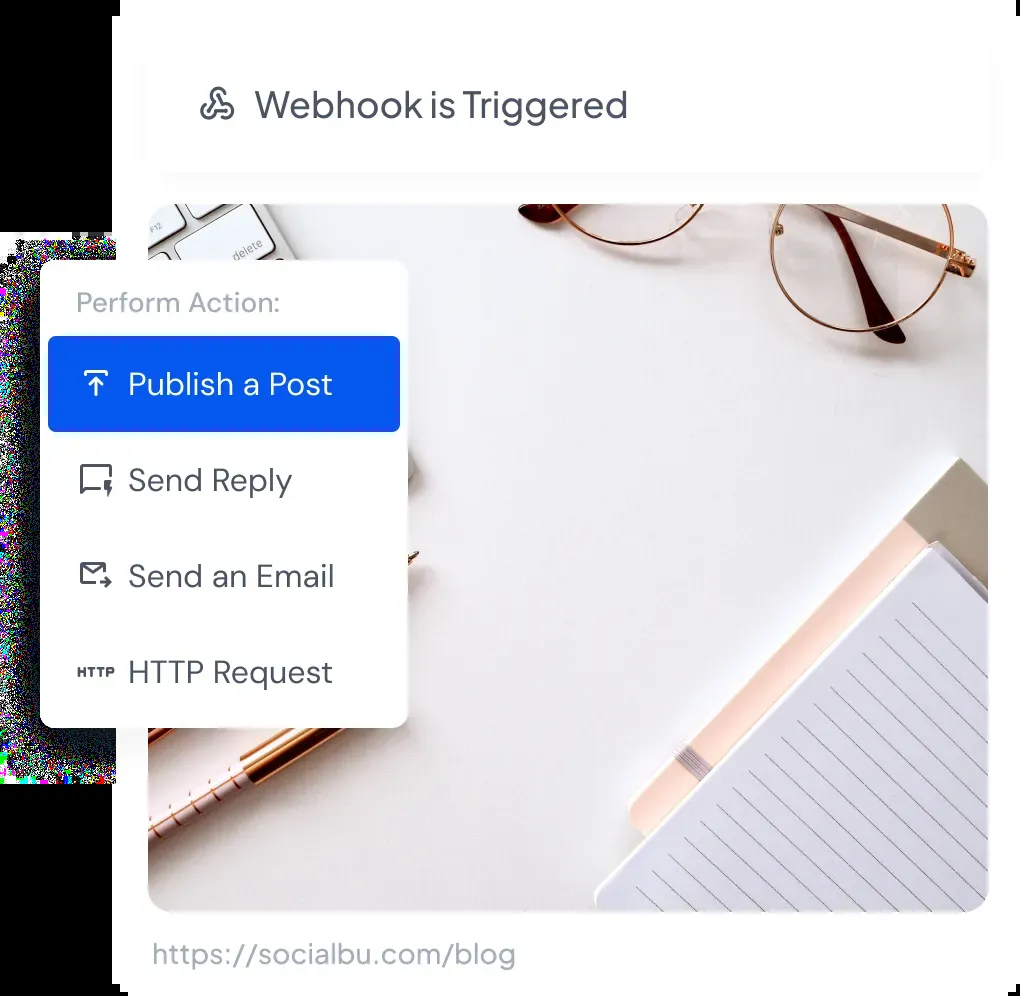 Webhook is Triggered
F12
delete
Perform Action:
Publish a Post
Send Reply
Send an Email
HTTP HTTP Request
https://socialbu.com/blog